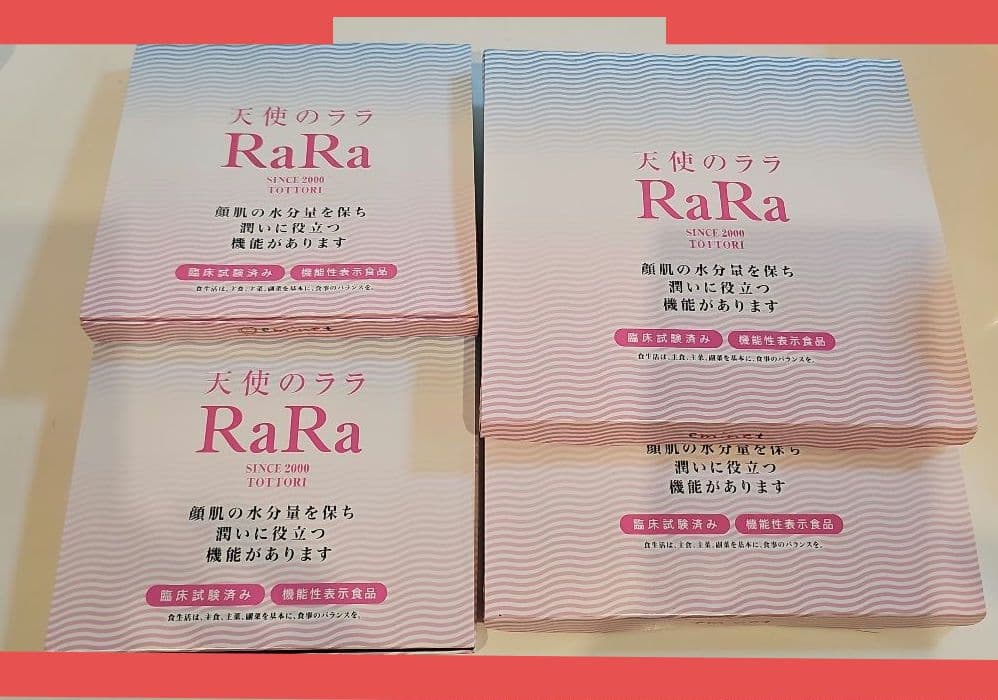 天使のララ
RaRa
SINCE 2000
TOTTORI
顔肌の水分量を保ち
潤いに役立つ
機能があります
臨床試験済み 機能性表示食品
食生活は、主食、主菜、副菜を基本に、食事のバランスを。
天使のララ
RaRa
SINCE 2000
TOTTORI
顔肌の水分量を保ち
潤いに役立つ
機能があります
臨床試験済み 機能性表示食品
食生活は、主食、主菜、副菜を基本に、食事のバランスを。
天使のララ
RaRa
SINCE 2000
TOTTORI
顔肌の水分量を保ち
潤いに役立つ
機能があります
臨床試験済み 機能性表示食品
食生活は、主食、主菜、副菜を基本に、食事のバランスを。
顔肌の水分量を保ち
潤いに役立つ
機能があります
臨床試験済み 機能性表示食品
食生活は、主食、主菜、副菜を基本に、食事のバランスを。